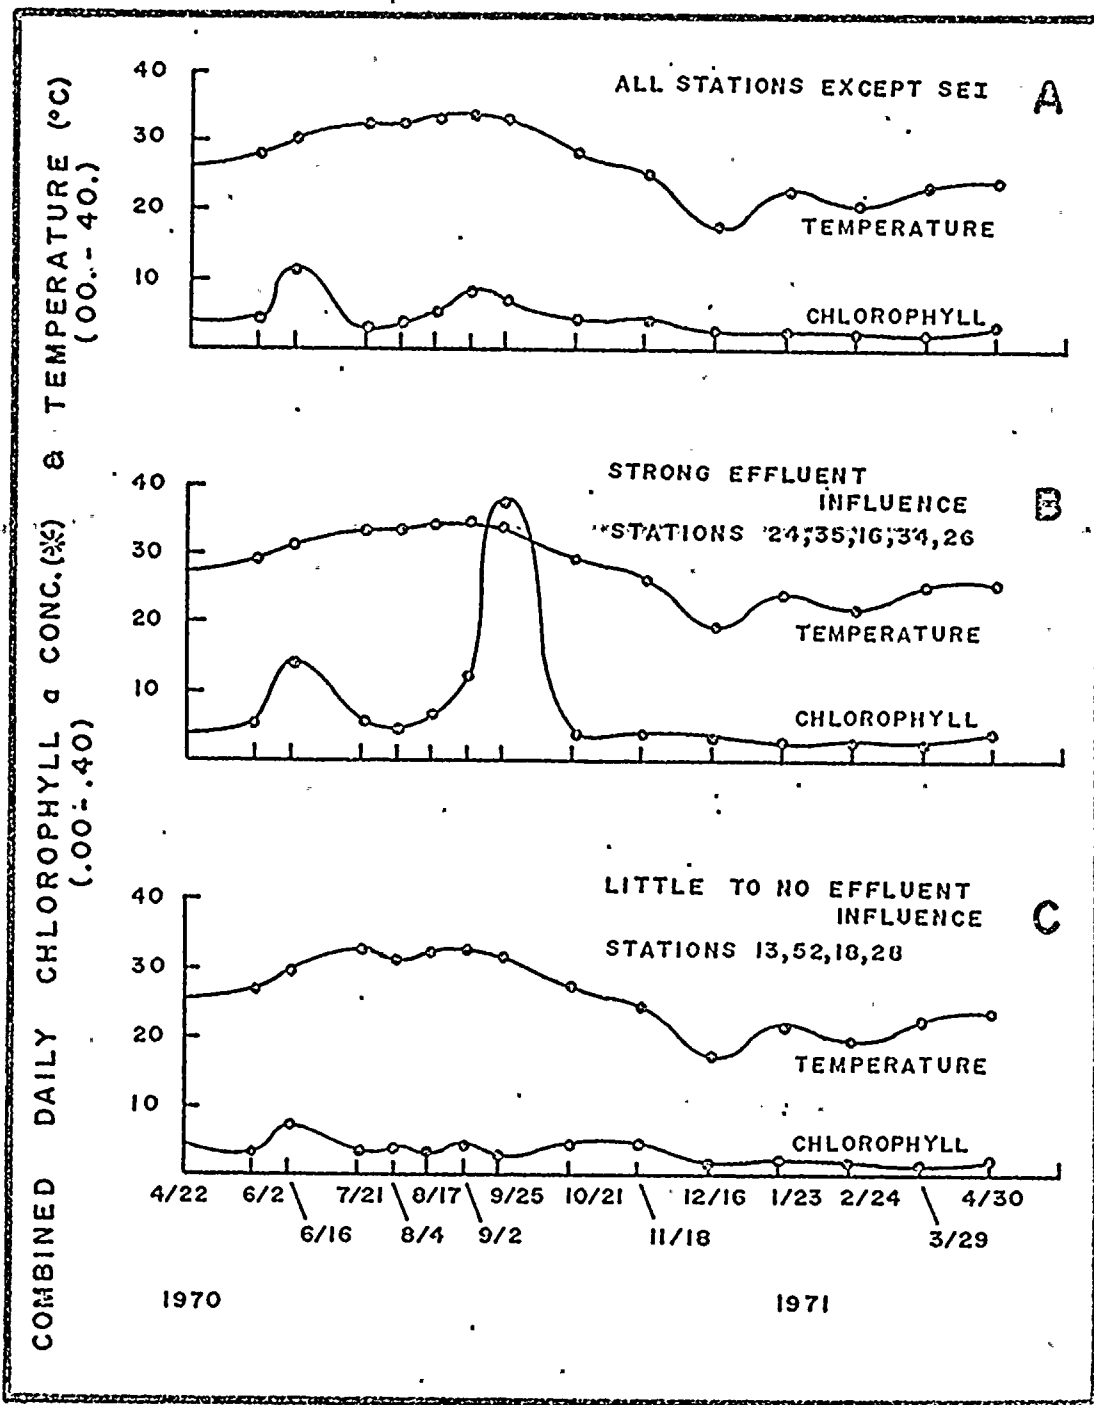 COMBINED DAILY CHLOROPHYLL a CONC.(※) & TEMPERATURE (°C)
(.00-.40) (00.-40.)
40
30
20
10
ALL STATIONS EXCEPT SEI
A
TEMPERATURE
CHLOROPHYLL
40
30
20
10
STRONG EFFLUENT
INFLUENCE
STATIONS 24,35,16,34,26
B
TEMPERATURE
CHLOROPHYLL
40
30
20
10
LITTLE TO NO EFFLUENT
INFLUENCE
STATIONS 13,52,18,28
C
TEMPERATURE
CHLOROPHYLL
4/22 6/2 7/21 8/17 9/25 10/21 12/16 1/23 2/24 4/30
6/16 8/4 9/2 11/18 3/29
1970 1971